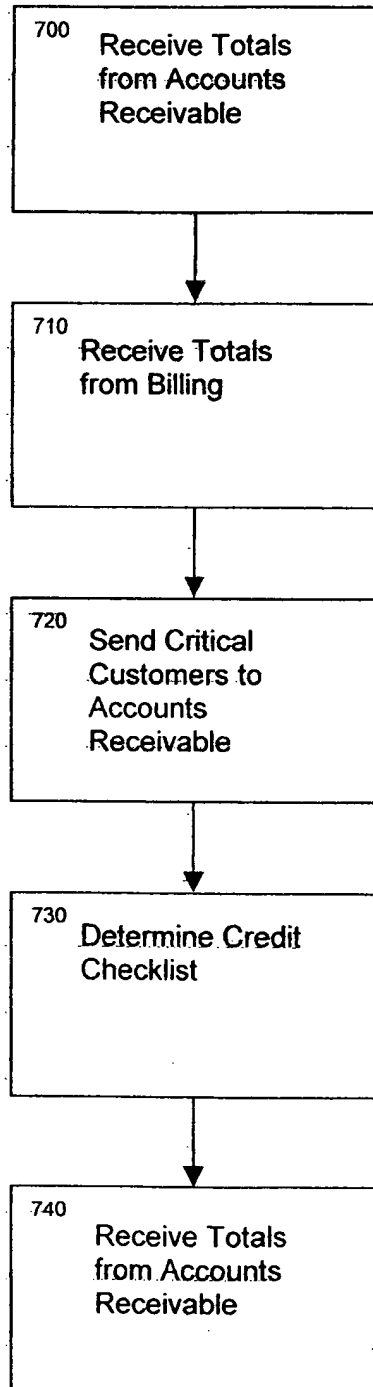 700
Receive Totals
from Accounts
Receivable
710
Receive Totals
from Billing
720
Send Critical
Customers to
Accounts
Receivable
730
Determine Credit
Checklist
740
Receive Totals
from Accounts
Receivable